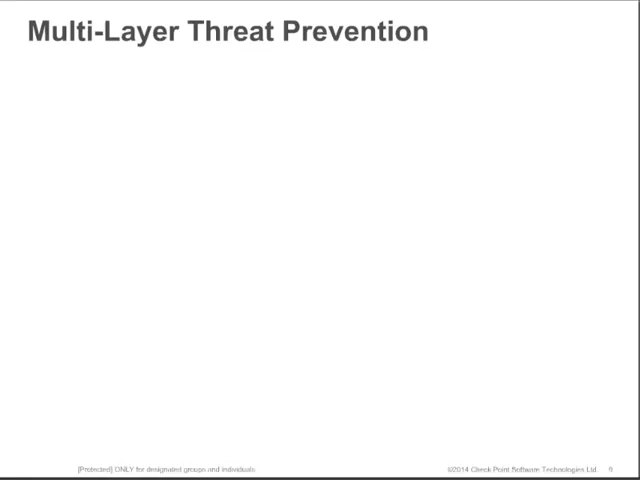 Multi-Layer Threat Prevention
[Protected] ONLY for designated groups and individuals
©2014 Check Point Software Technologies Ltd.